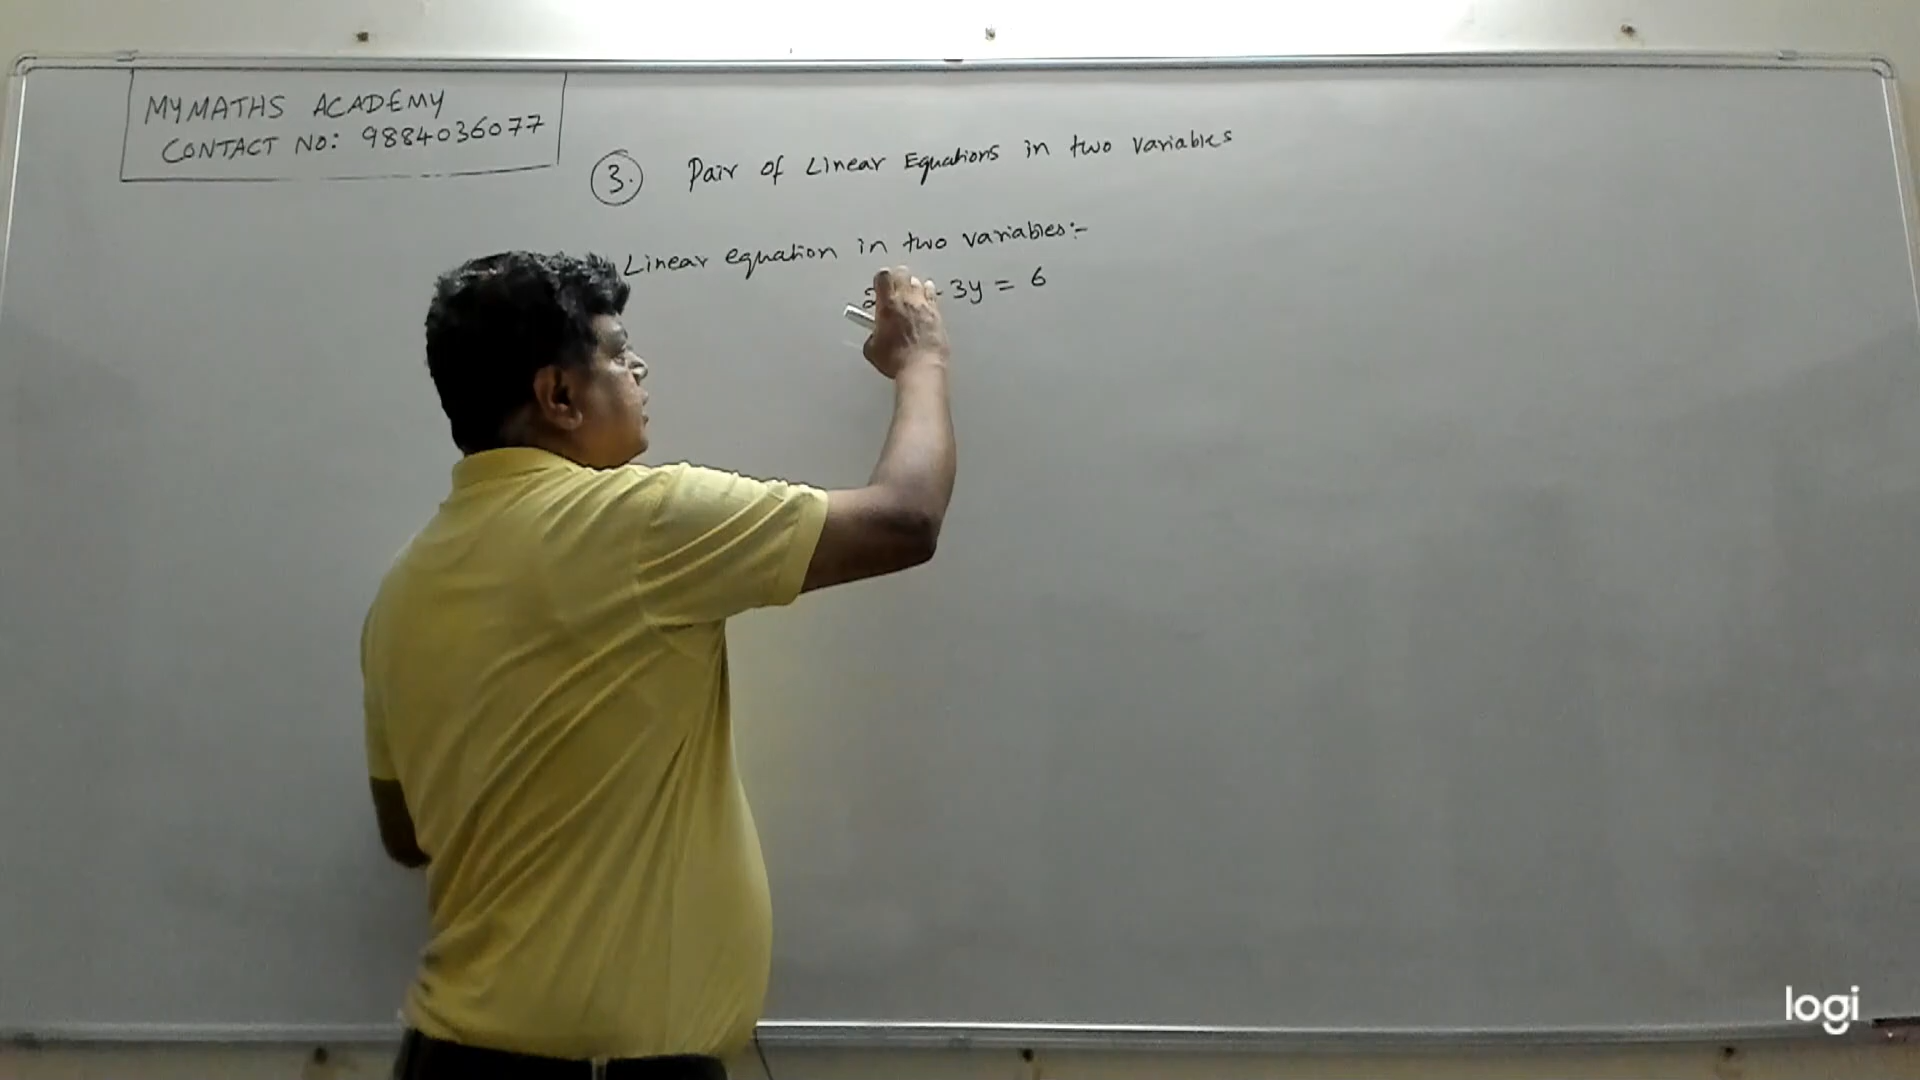 MYMATHS ACADEMY
CONTACT NO: 9884036077
3. Pair of Linear Equations in two variables
Linear equation in two variables:-
2 3y = 6
logi